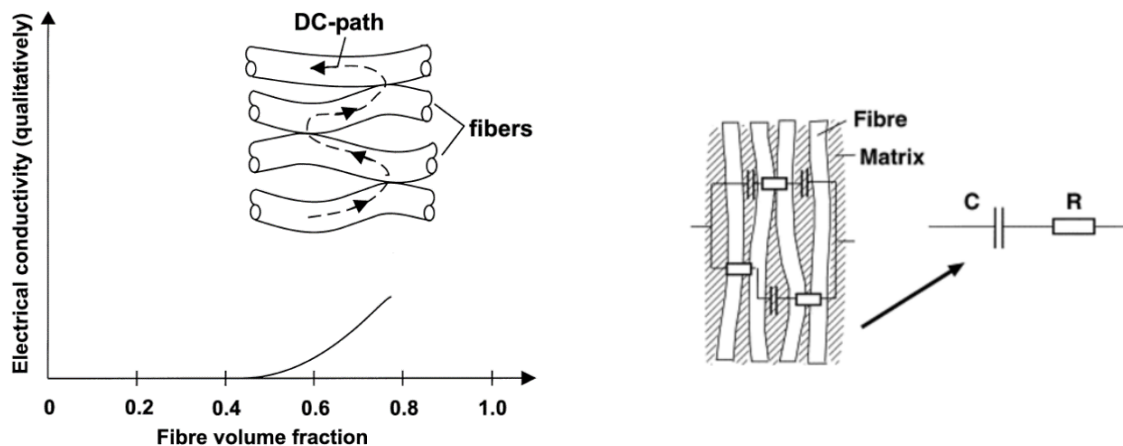 DC-path
fibers
Electrical conductivity (qualitatively)
0 0.2 0.4 0.6 0.8 1.0
Fibre volume fraction
Fibre
Matrix
C R